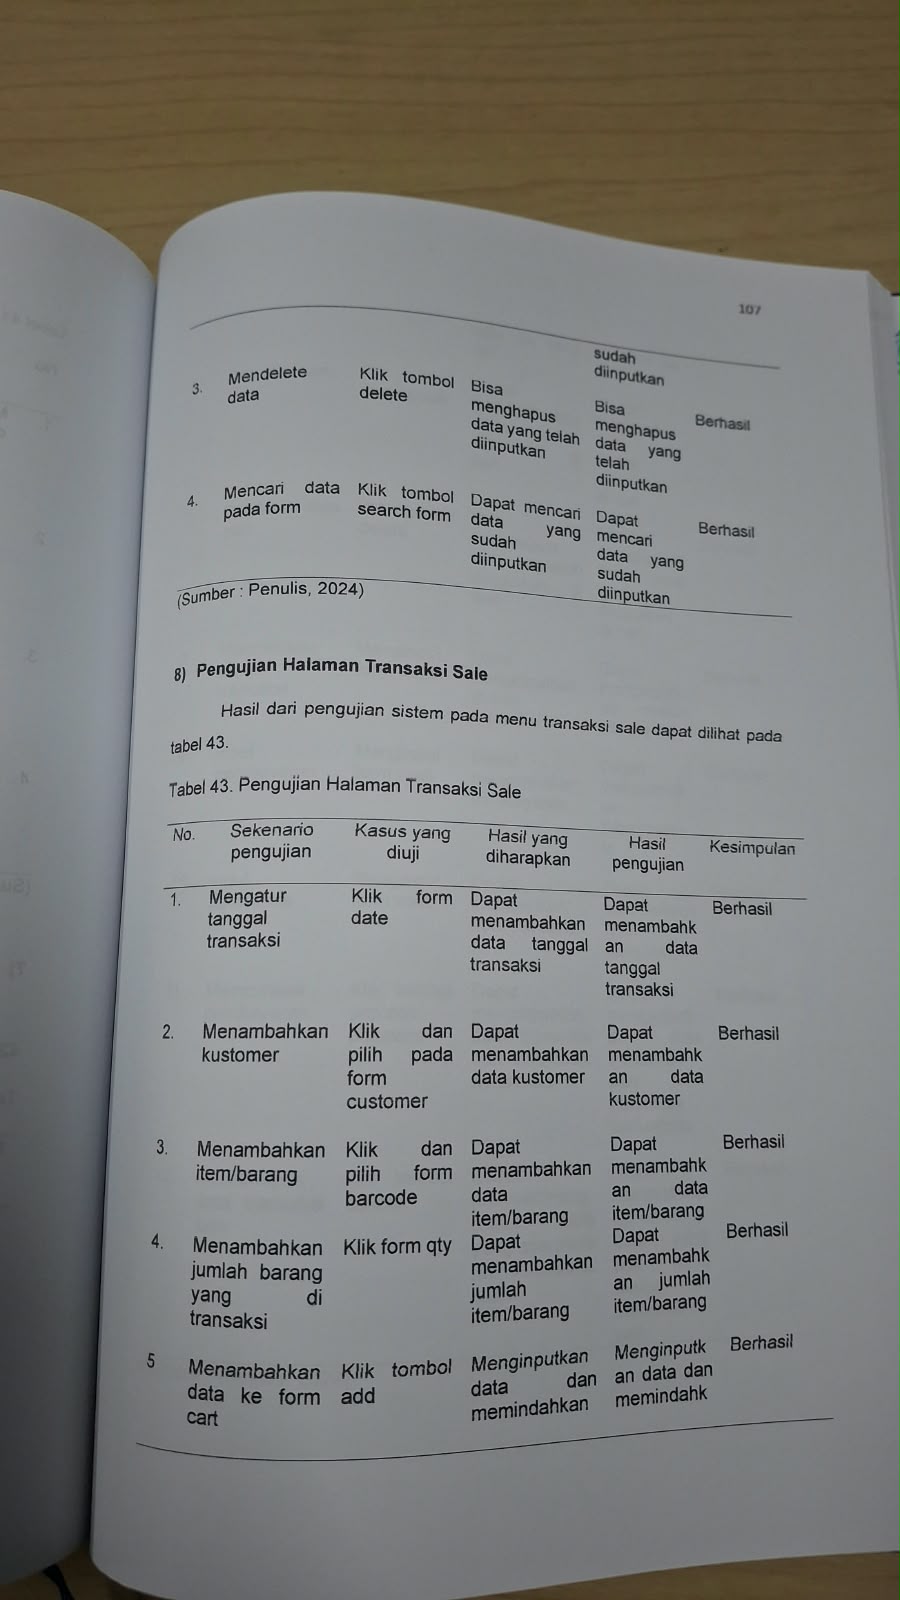 107
sudah
diinputkan
3. Mendelete data Klik tombol delete Bisa menghapus data yang telah diinputkan Bisa menghapus data yang telah diinputkan Berhasil
4. Mencari data pada form Klik tombol search form Dapat mencari data yang sudah diinputkan Dapat mencari data yang sudah diinputkan Berhasil
(Sumber : Penulis, 2024)
8) Pengujian Halaman Transaksi Sale
Hasil dari pengujian sistem pada menu transaksi sale dapat dilihat pada
tabel 43.
Tabel 43. Pengujian Halaman Transaksi Sale
No. Sekenario pengujian Kasus yang diuji Hasil yang diharapkan Hasil pengujian Kesimpulan
1. Mengatur tanggal transaksi Klik form date Dapat menambahkan data tanggal transaksi Dapat menambahk an data tanggal transaksi Berhasil
2. Menambahkan kustomer Klik dan pilih pada form customer Dapat menambahkan data kustomer Dapat menambahk an data kustomer Berhasil
3. Menambahkan item/barang Klik dan pilih form barcode Dapat menambahkan data item/barang Dapat menambahk an data item/barang Berhasil
4. Menambahkan jumlah barang yang di transaksi Klik form qty Dapat menambahkan jumlah item/barang Dapat menambahk an jumlah item/barang Berhasil
5 Menambahkan data ke form cart Klik tombol add Menginputkan data dan memindahkan Menginputk an data dan memindahk Berhasil